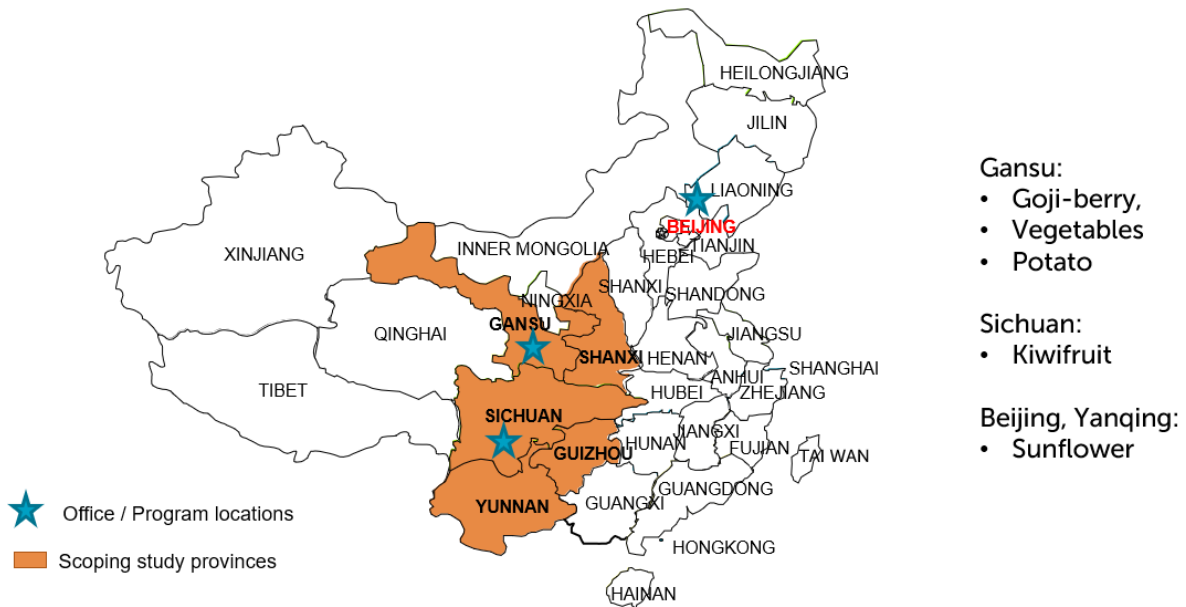 HEILONGJIANG
JILIN
LIAONING
BEIJING
TIANJIN
HEBEI
XINJIANG
INNER MONGOLIA
SHANXI
SHANDONG
NINGXIA
QINGHAI
GANSU
JIANGSU
SHANXI
HENAN
ANHUI
SHANGHAI
TIBET
HUBEI
ZHEJIANG
SICHUAN
JIANGXI
HUNAN
FUJIAN
GUIZHOU
TAI WAN
GUANGDONG
YUNNAN
GUANGXI
HONGKONG
HAINAN
Office / Program locations
Scoping study provinces
Gansu:
• Goji-berry,
• Vegetables
• Potato
Sichuan:
• Kiwifruit
Beijing, Yanqing:
• Sunflower